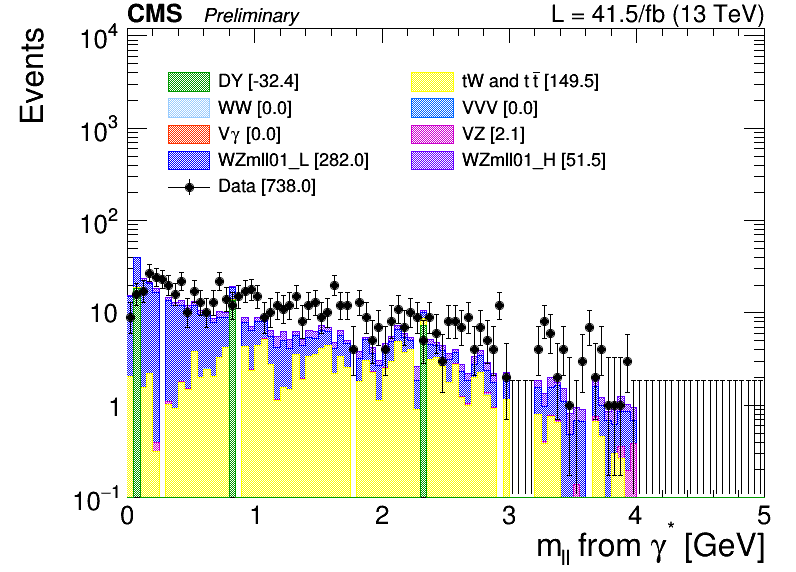 CMS Preliminary L = 41.5/fb (13 TeV)
Events
10⁴
10³
10²
10
1
10⁻¹
DY [-32.4] tW and tt̅ [149.5]
WW [0.0] VVV [0.0]
Vγ [0.0] VZ [2.1]
WZmll01_L [282.0] WZmll01_H [51.5]
Data [738.0]
0 1 2 3 4 5
m_ll from γ* [GeV]